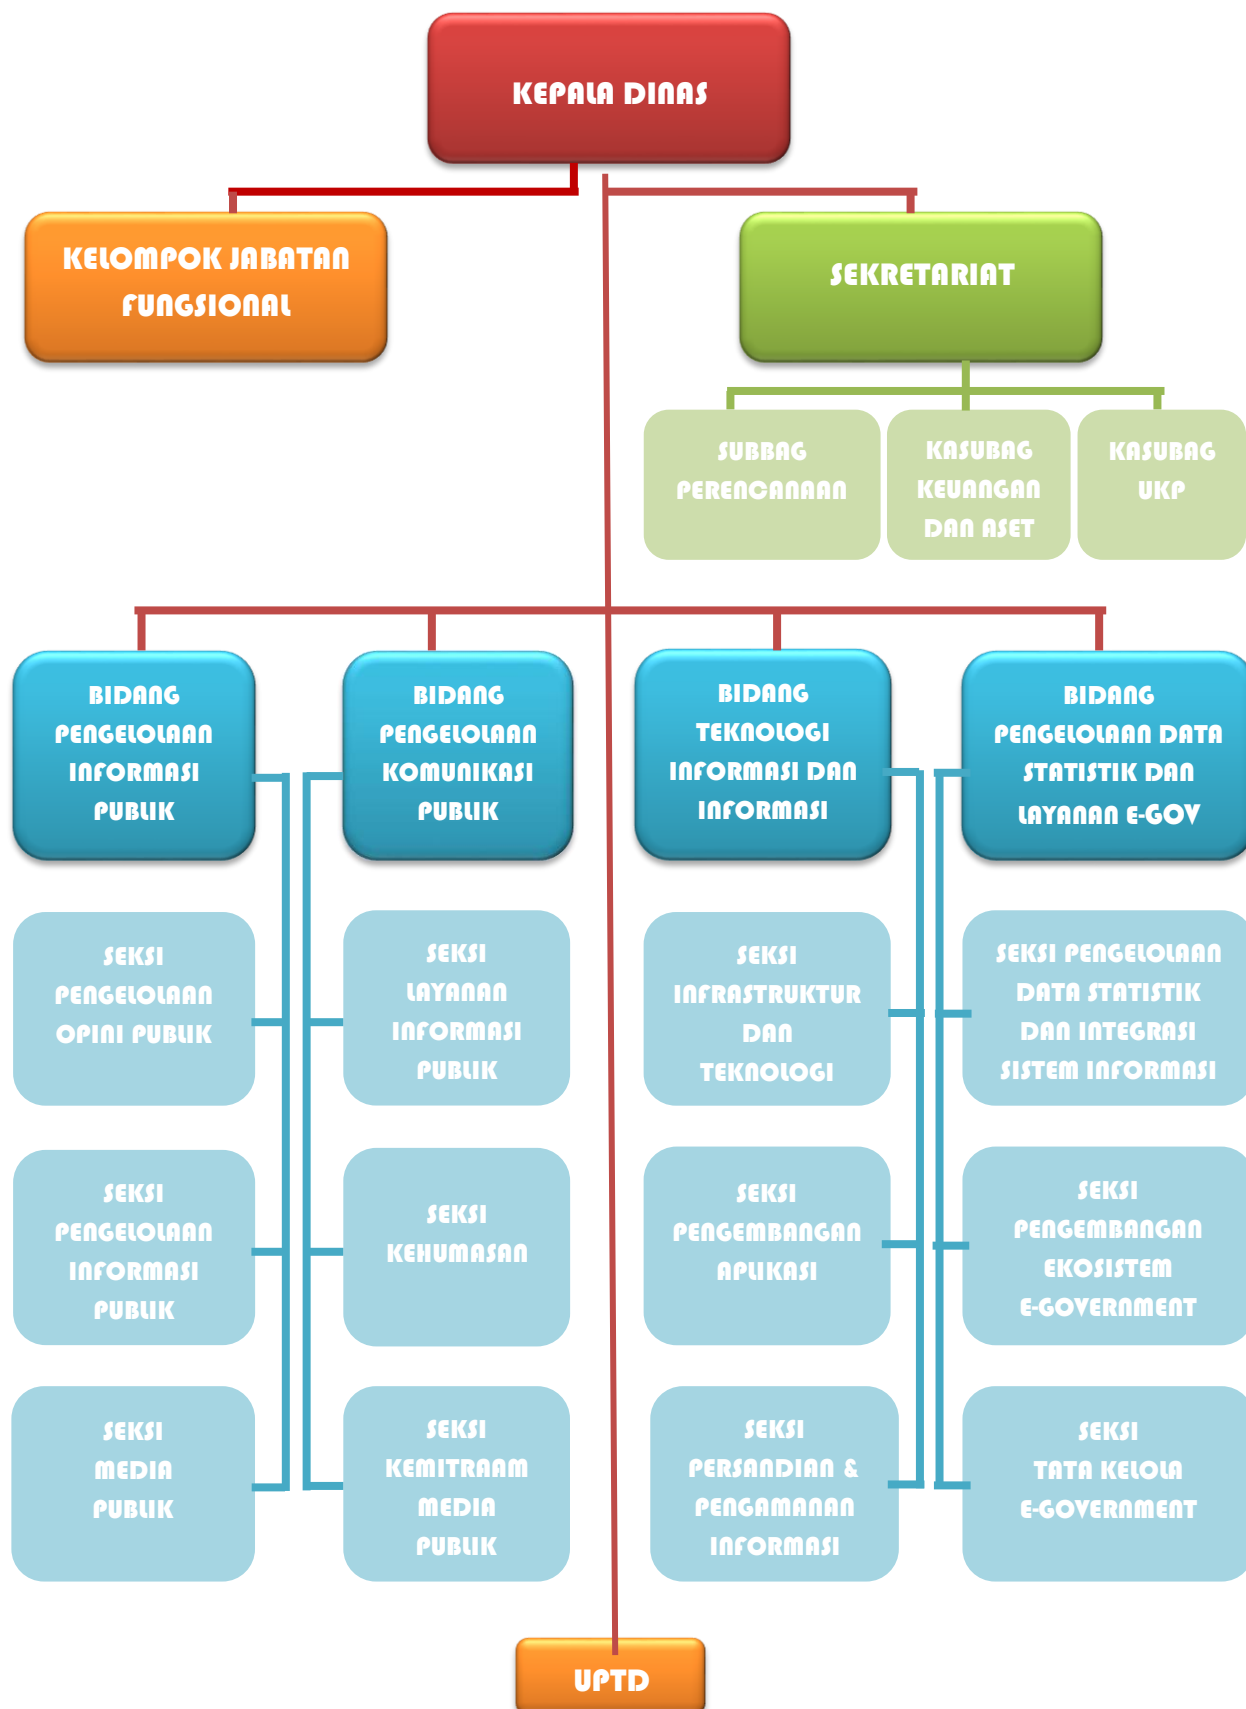 KEPALA DINAS
KELOMPOK JABATAN
FUNGSIONAL
SEKRETARIAT
SUBBAG
PERENCANAAN
KASUBAG
KEUANGAN
DAN ASET
KASUBAG
UKP
BIDANG
PENGELOLAAN
INFORMASI
PUBLIK
BIDANG
PENGELOLAAN
KOMUNIKASI
PUBLIK
BIDANG
TEKNOLOGI
INFORMASI DAN
INFORMASI
BIDANG
PENGELOLAAN DATA
STATISTIK DAN
LAYANAN E-GOV
SEKSI
PENGELOLAAN
OPINI PUBLIK
SEKSI
LAYANAN
INFORMASI
PUBLIK
SEKSI
INFRASTRUKTUR
DAN
TEKNOLOGI
SEKSI PENGELOLAAN
DATA STATISTIK
DAN INTEGRASI
SISTEM INFORMASI
SEKSI
PENGELOLAAN
INFORMASI
PUBLIK
SEKSI
KEHUMASAN
SEKSI
PENGEMBANGAN
APLIKASI
SEKSI
PENGEMBANGAN
EKOSISTEM
E-GOVERNMENT
SEKSI
MEDIA
PUBLIK
SEKSI
KEMITRAAM
MEDIA
PUBLIK
SEKSI
PERSANDIAN &
PENGAMANAN
INFORMASI
SEKSI
TATA KELOLA
E-GOVERNMENT
UPTD